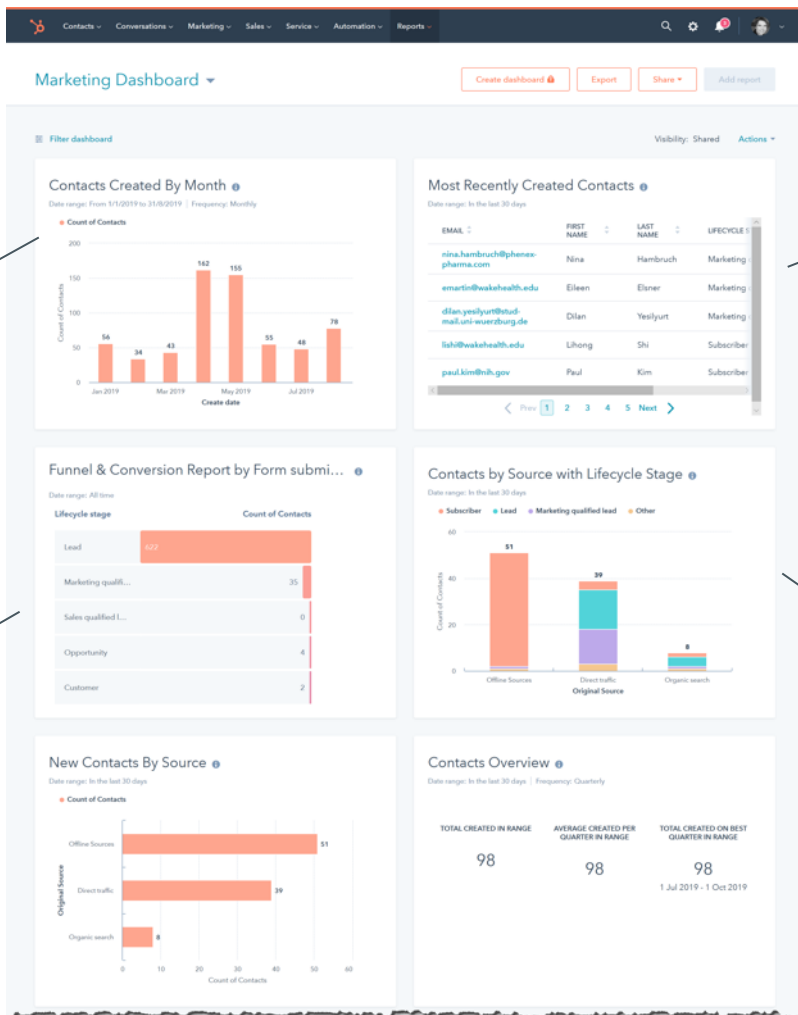 Contacts Conversations Marketing Sales Service Automation Reports
Marketing Dashboard
Create dashboard Export Share Add report
Filter dashboard
Visibility: Shared Actions
Contacts Created By Month
Date range: From 1/1/2019 to 31/8/2019 | Frequency: Monthly
Count of Contacts
200
150
100
50
0
Count of Contacts
56
34
43
162
155
55
48
78
Jan 2019 Mar 2019 May 2019 Jul 2019
Create date
Most Recently Created Contacts
Date range: In the last 30 days
EMAIL FIRST NAME LAST NAME LIFECYCLE S
nina.hambruch@phenex-
pharma.com Nina Hambruch Marketing
emartin@wakehealth.edu Eileen Elsner Marketing
dilan.yesilyurt@stud-
mail.uni-wuerzburg.de Dilan Yesilyurt Marketing
lishi@wakehealth.edu Lihong Shi Subscriber
paul.kim@nih.gov Paul Kim Subscriber
Prev 1 2 3 4 5 Next
Funnel & Conversion Report by Form submi...
Date range: All time
Lifecycle stage Count of Contacts
Lead 622
Marketing qualifi... 35
Sales qualified l... 0
Opportunity 4
Customer 2
Contacts by Source with Lifecycle Stage
Date range: In the last 30 days
Subscriber Lead Marketing qualified lead Other
60
40
20
0
Count of Contacts
51
39
8
Offline Sources Direct traffic Organic search
Original Source
New Contacts By Source
Date range: In the last 30 days
Count of Contacts
Original Source
Offline Sources 51
Direct traffic 39
Organic search 8
0 10 20 30 40 50 60
Count of Contacts
Contacts Overview
Date range: In the last 30 days | Frequency: Quarterly
TOTAL CREATED IN RANGE
98
AVERAGE CREATED PER
QUARTER IN RANGE
98
TOTAL CREATED ON BEST
QUARTER IN RANGE
98
1 Jul 2019 - 1 Oct 2019